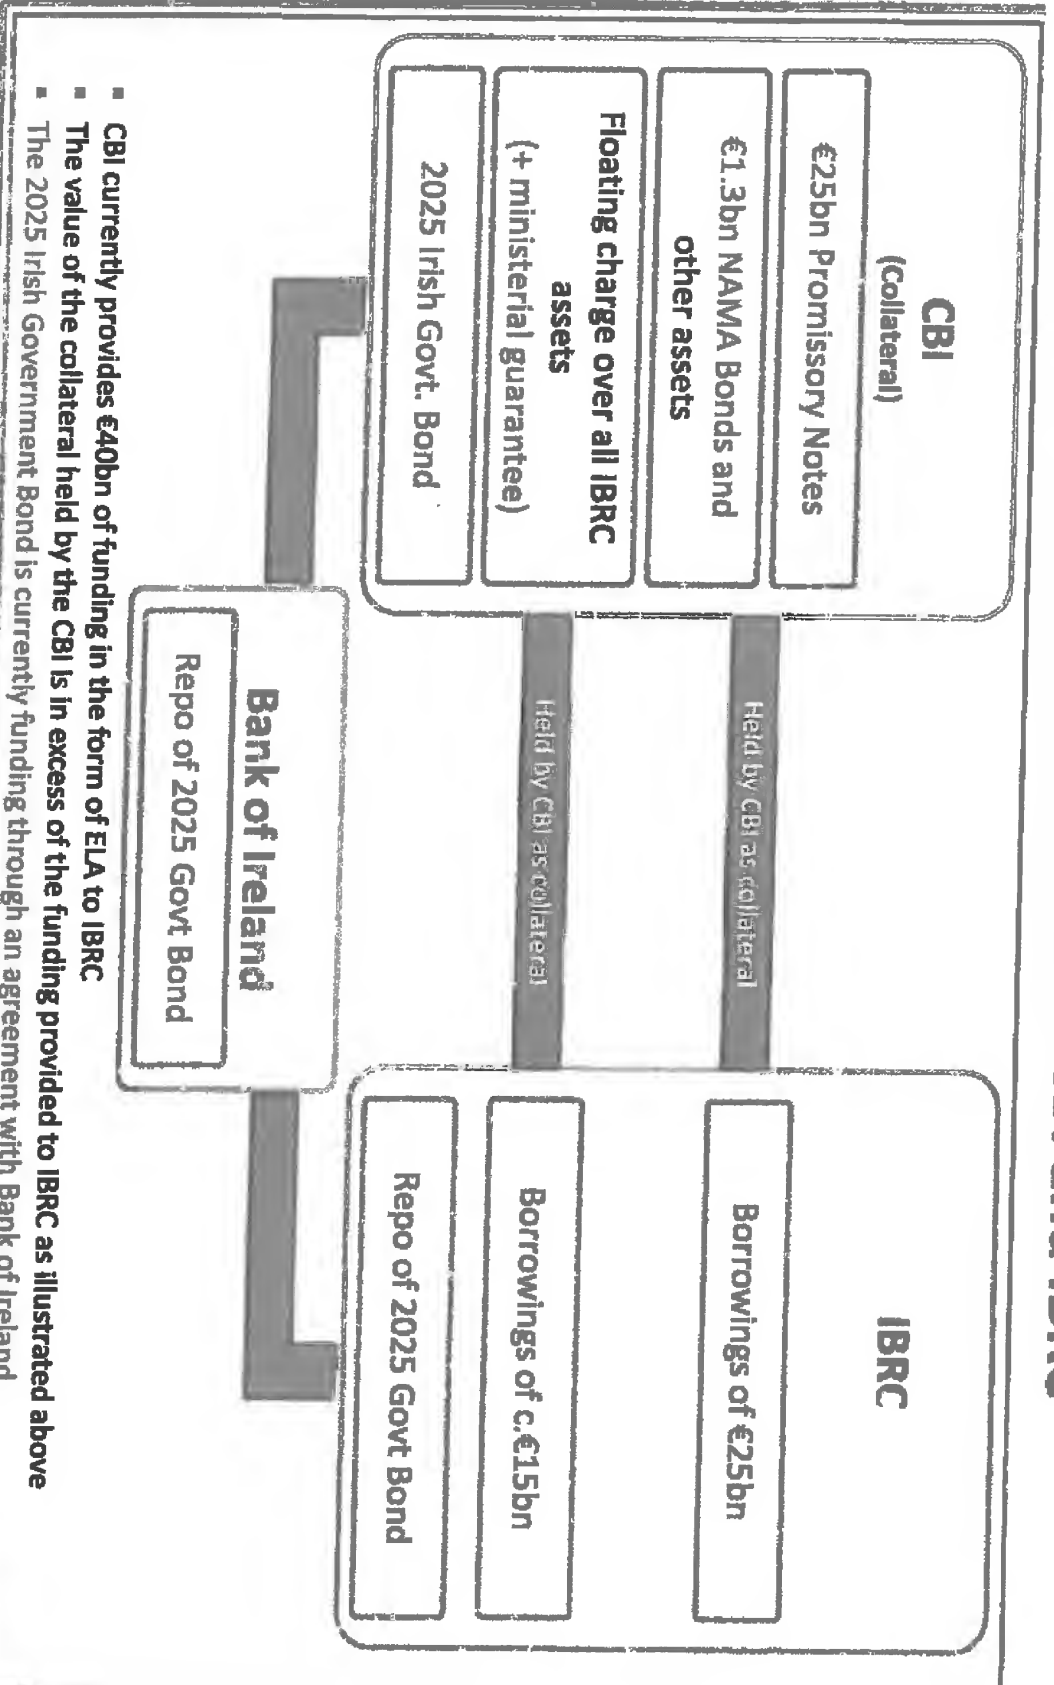 CBI
(Collateral)
€25bn Promissory Notes
€1.3bn NAMA Bonds and
other assets
Floating charge over all IBRC
assets
(+ ministerial guarantee)
2025 Irish Govt. Bond
Held by CBI as collateral
Held by CBI as collateral
IBRC
Borrowings of €25bn
Borrowings of c.€15bn
Repo of 2025 Govt Bond
Bank of Ireland
Repo of 2025 Govt Bond
▪ CBI currently provides €40bn of funding in the form of ELA to IBRC
▪ The value of the collateral held by the CBI is in excess of the funding provided to IBRC as illustrated above
▪ The 2025 Irish Government Bond is currently funding through an agreement with Bank of Ireland